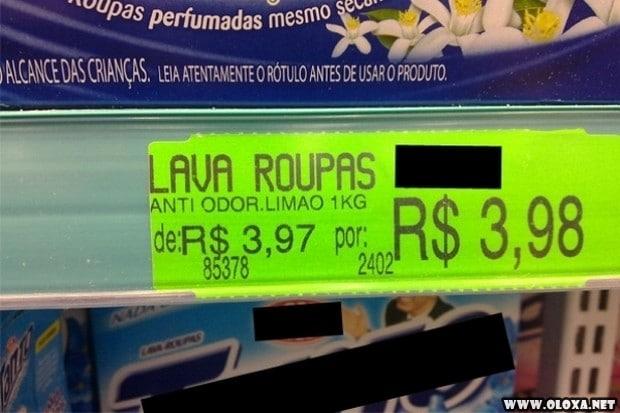 Roupas perfumadas mesmo
ALCANCE DAS CRIANÇAS. LEIA ATENTAMENTE O RÓTULO ANTES DE USAR O PRODUTO.
LAVA ROUPAS
ANTI ODOR.LIMAO 1KG
de:R$ 3,97 por: R$ 3,98
85378 2402
LAVA-ROUPAS
WWW.OLOXA.NET